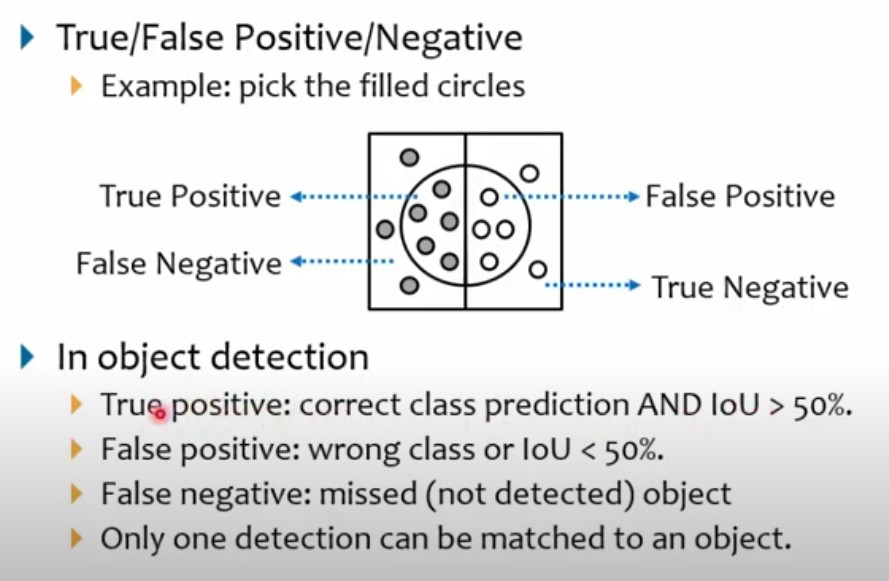 True/False Positive/Negative
Example: pick the filled circles
True Positive
False Positive
False Negative
True Negative
In object detection
True positive: correct class prediction AND IoU > 50%.
False positive: wrong class or IoU < 50%.
False negative: missed (not detected) object
Only one detection can be matched to an object.